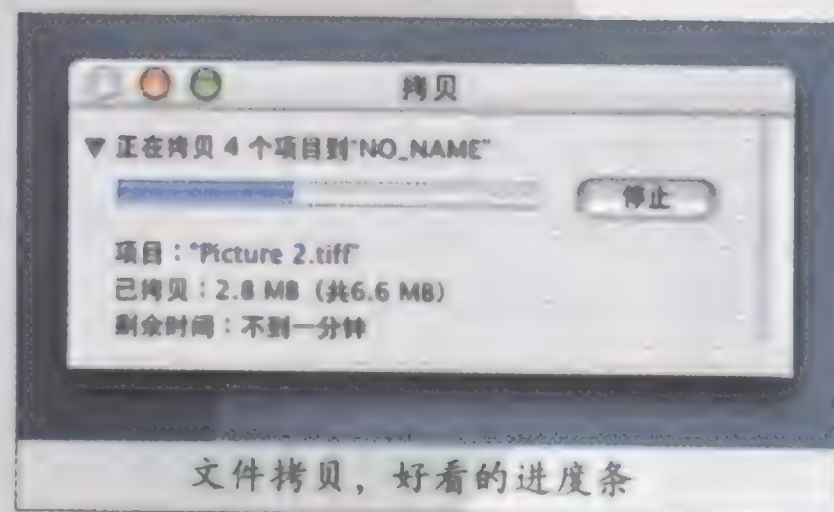 拷贝
▼ 正在拷贝 4 个项目到"NO_NAME"
停止
项目："Picture 2.tiff"
已拷贝：2.8 MB（共6.6 MB）
剩余时间：不到一分钟
文件拷贝，好看的进度条